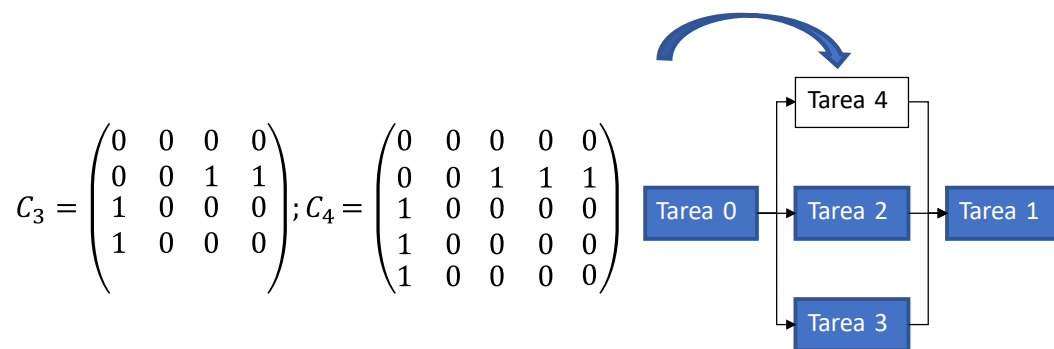 C₃ = (0 0 0 0
0 0 1 1
1 0 0 0
1 0 0 0)
; C₄ = (0 0 0 0 0
0 0 1 1 1
1 0 0 0 0
1 0 0 0 0
1 0 0 0 0)
Tarea 4
Tarea 0
Tarea 2
Tarea 1
Tarea 3